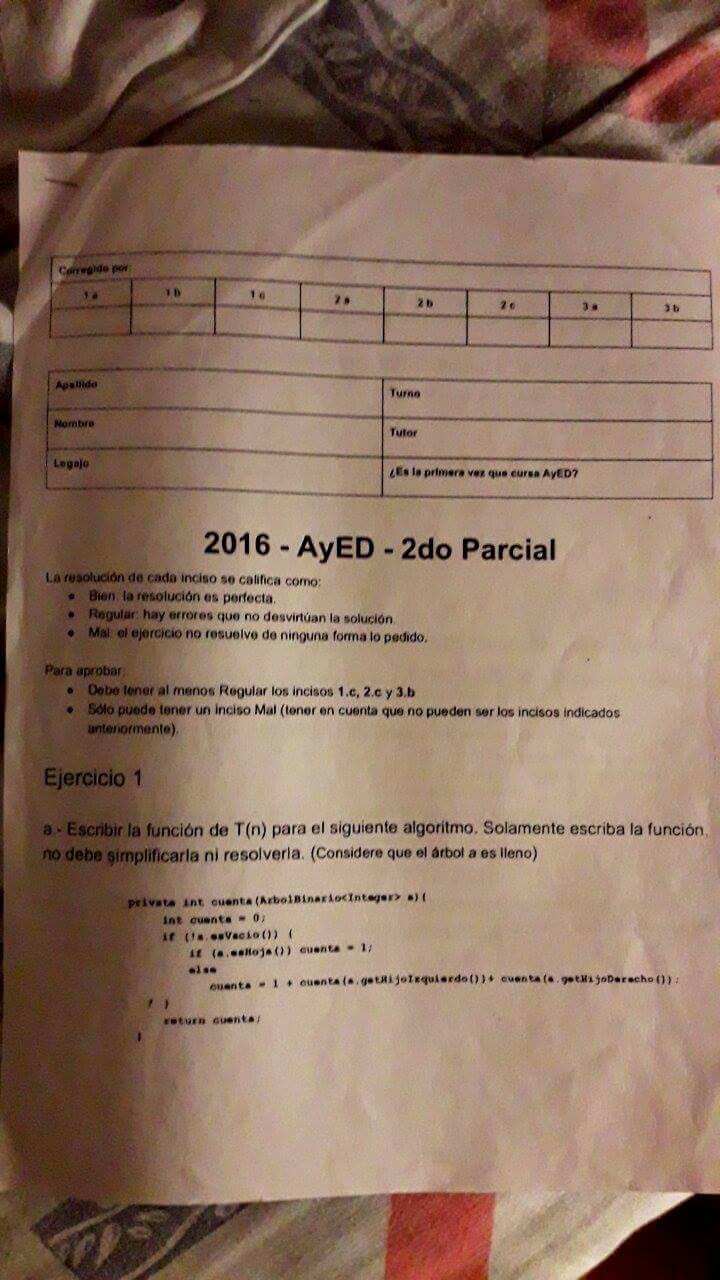 Corregido por:
1 a 1 b 1 c 2 a 2 b 2 c 3 a 3 b
Apellido Turno
Nombre Tutor
Legajo ¿Es la primera vez que cursa AyED?
2016 - AyED - 2do Parcial
La resolución de cada inciso se califica como:
● Bien: la resolución es perfecta.
● Regular: hay errores que no desvirtúan la solución.
● Mal: el ejercicio no resuelve de ninguna forma lo pedido.
Para aprobar:
● Debe tener al menos Regular los incisos 1.c, 2.c y 3.b
● Sólo puede tener un inciso Mal (tener en cuenta que no pueden ser los incisos indicados
anteriormente).
Ejercicio 1
a - Escribir la función de T(n) para el siguiente algoritmo. Solamente escriba la función,
no debe simplificarla ni resolverla. (Considere que el árbol a es lleno)
private int cuenta(ArbolBinario<Integer> a){
int cuenta = 0;
if (!a.esVacio()) {
if (a.esHoja()) cuenta = 1;
else
cuenta = 1 + cuenta(a.getHijoIzquierdo())+ cuenta(a.getHijoDerecho());
}
return cuenta;
}